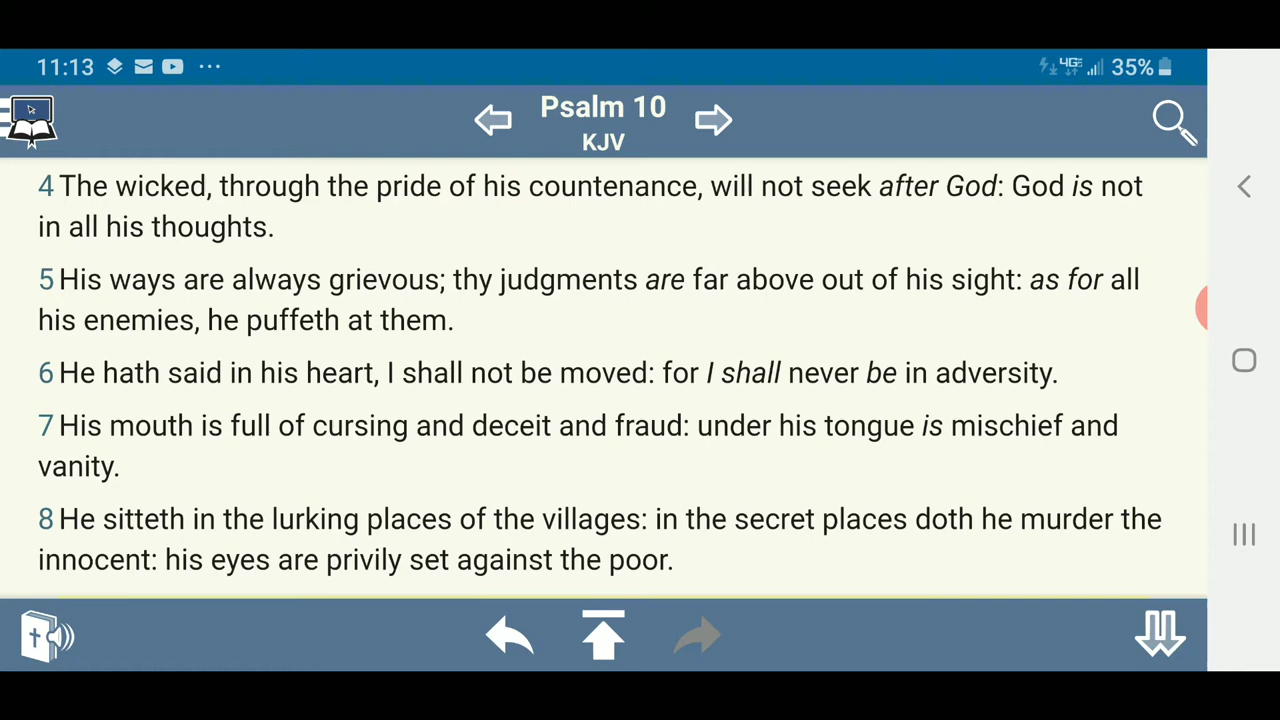 11:13 ... 4GE 35%
Psalm 10
KJV
4 The wicked, through the pride of his countenance, will not seek after God: God is not
in all his thoughts.
5 His ways are always grievous; thy judgments are far above out of his sight: as for all
his enemies, he puffeth at them.
6 He hath said in his heart, I shall not be moved: for I shall never be in adversity.
7 His mouth is full of cursing and deceit and fraud: under his tongue is mischief and
vanity.
8 He sitteth in the lurking places of the villages: in the secret places doth he murder the
innocent: his eyes are privily set against the poor.